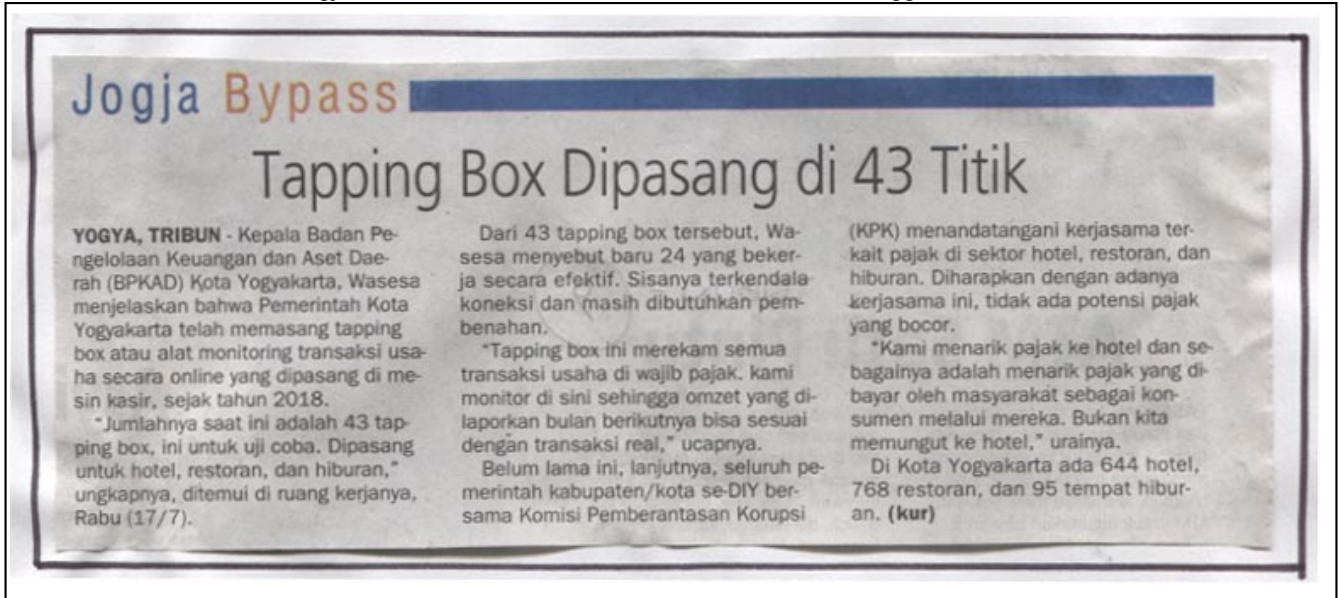 Jogja Bypass
Tapping Box Dipasang di 43 Titik
YOGYA, TRIBUN - Kepala Badan Pe-
ngelolaan Keuangan dan Aset Dae-
rah (BPKAD) Kota Yogyakarta, Wasesa
menjelaskan bahwa Pemerintah Kota
Yogyakarta telah memasang tapping
box atau alat monitoring transaksi usa-
ha secara online yang dipasang di me-
sin kasir, sejak tahun 2018.
"Jumlahnya saat ini adalah 43 tap-
ping box, ini untuk uji coba. Dipasang
untuk hotel, restoran, dan hiburan,"
ungkapnya, ditemui di ruang kerjanya,
Rabu (17/7).
Dari 43 tapping box tersebut, Wa-
sesa menyebut baru 24 yang beker-
ja secara efektif. Sisanya terkendala
koneksi dan masih dibutuhkan pem-
benahan.
"Tapping box ini merekam semua
transaksi usaha di wajib pajak. kami
monitor di sini sehingga omzet yang di-
laporkan bulan berikutnya bisa sesuai
dengan transaksi real," ucapnya.
Belum lama ini, lanjutnya, seluruh pe-
merintah kabupaten/kota se-DIY ber-
sama Komisi Pemberantasan Korupsi
(KPK) menandatangani kerjasama ter-
kait pajak di sektor hotel, restoran, dan
hiburan. Diharapkan dengan adanya
kerjasama ini, tidak ada potensi pajak
yang bocor.
"Kami menarik pajak ke hotel dan se-
bagainya adalah menarik pajak yang di-
bayar oleh masyarakat sebagai kon-
sumen melalui mereka. Bukan kita
memungut ke hotel," urainya.
Di Kota Yogyakarta ada 644 hotel,
768 restoran, dan 95 tempat hibur-
an. (kur)